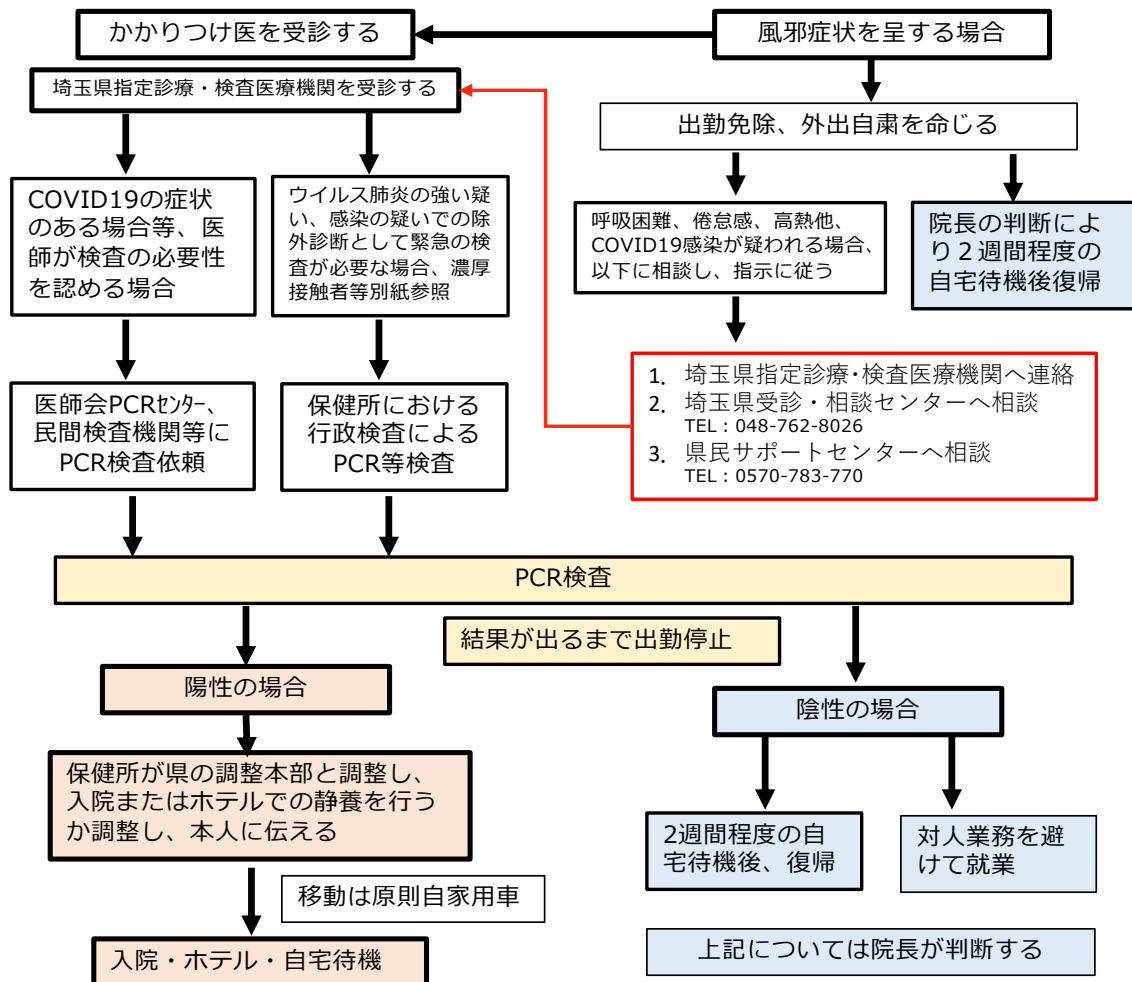 かかりつけ医を受診する
風邪症状を呈する場合
埼玉県指定診療・検査医療機関を受診する
出勤免除、外出自粛を命じる
COVID19の症状
のある場合等、医
師が検査の必要性
を認める場合
ウイルス肺炎の強い疑
い、感染の疑いでの除
外診断として緊急の検
査が必要な場合、濃厚
接触者等別紙参照
呼吸困難、倦怠感、高熱他、
COVID19感染が疑われる場合、
以下に相談し、指示に従う
院長の判断によ
り２週間程度の
自宅待機後復帰
医師会PCRｾﾝﾀｰ、
民間検査機関等に
PCR検査依頼
保健所における
行政検査による
PCR等検査
1. 埼玉県指定診療・検査医療機関へ連絡
2. 埼玉県受診・相談センターへ相談
TEL：048-762-8026
3. 県民サポートセンターへ相談
TEL：0570-783-770
PCR検査
結果が出るまで出勤停止
陽性の場合
陰性の場合
保健所が県の調整本部と調整し、
入院またはホテルでの静養を行う
か調整し、本人に伝える
2週間程度の自
宅待機後、復帰
対人業務を避
けて就業
移動は原則自家用車
入院・ホテル・自宅待機
上記については院長が判断する